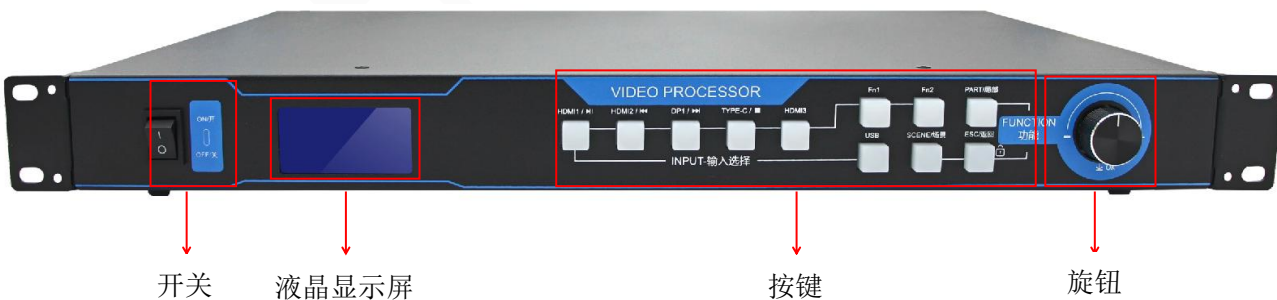 VIDEO PROCESSOR
HDMI1 / ⏯
HDMI2 / ⏮
DP1 / ⏭
TYPE-C / ■
HDMI3
Fn1
Fn2
PART/局部
ON/开
OFF/关
USB
SCENE/场景
ESC/返回
FUNCTION
功能
INPUT-输入选择
OK
开关
液晶显示屏
按键
旋钮